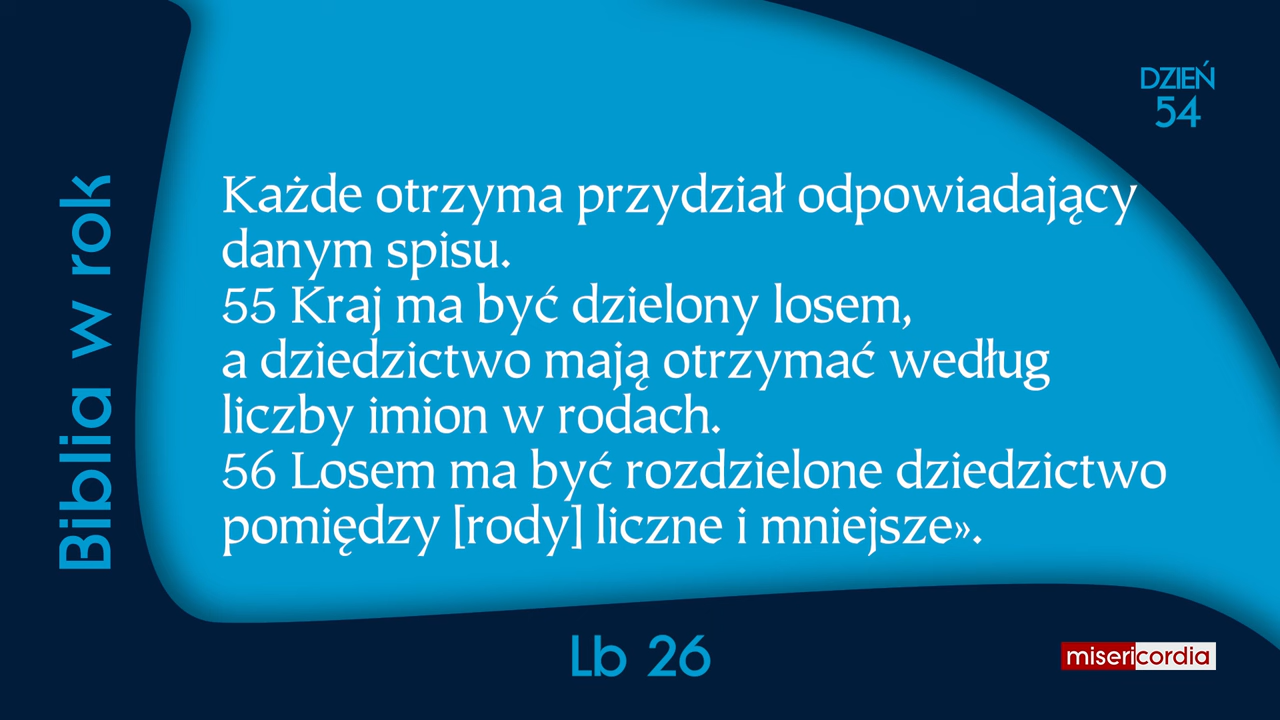 DZIEŃ
54
Biblia w rok
Każde otrzyma przydział odpowiadający
danym spisu.
55 Kraj ma być dzielony losem,
a dziedzictwo mają otrzymać według
liczby imion w rodach.
56 Losem ma być rozdzielone dziedzictwo
pomiędzy [rody] liczne i mniejsze».
Lb 26
misericordia